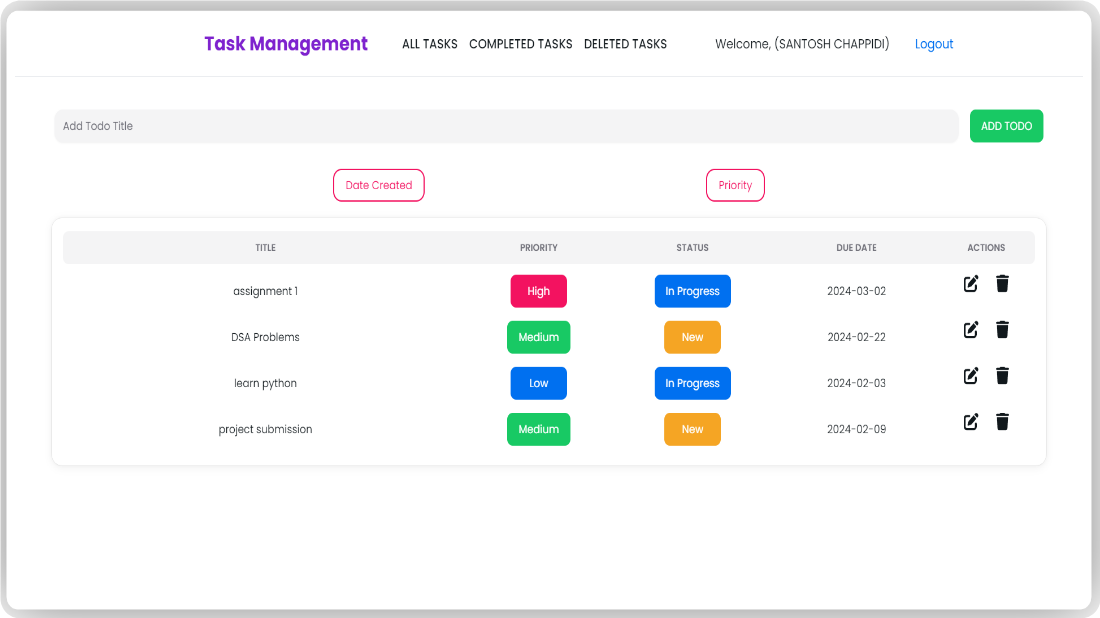 Task Management ALL TASKS COMPLETED TASKS DELETED TASKS Welcome, (SANTOSH CHAPPIDI) Logout
Add Todo Title ADD TODO
Date Created Priority
TITLE PRIORITY STATUS DUE DATE ACTIONS
assignment 1 High In Progress 2024-03-02
DSA Problems Medium New 2024-02-22
learn python Low In Progress 2024-02-03
project submission Medium New 2024-02-09